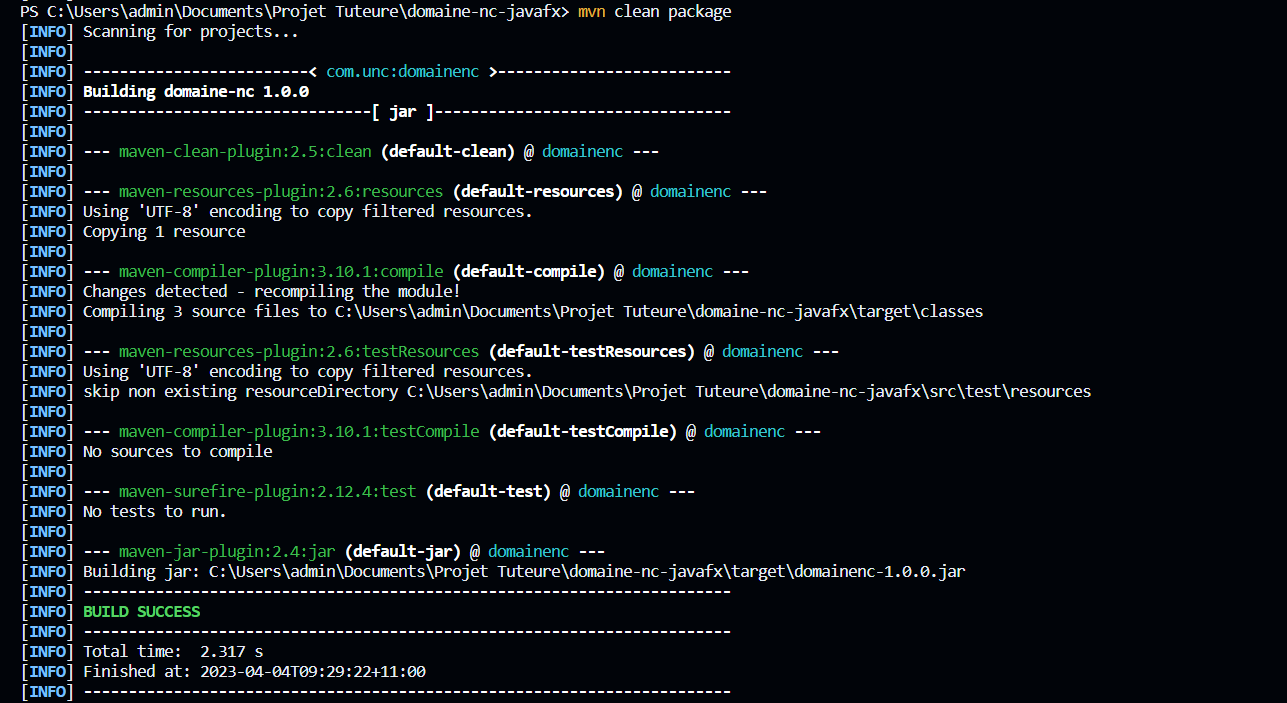 PS C:\Users\admin\Documents\Projet Tuteure\domaine-nc-javafx> mvn clean package
[INFO] Scanning for projects...
[INFO]
[INFO] -------------------------< com.unc:domainenc >--------------------------
[INFO] Building domaine-nc 1.0.0
[INFO] --------------------------------[ jar ]---------------------------------
[INFO]
[INFO] --- maven-clean-plugin:2.5:clean (default-clean) @ domainenc ---
[INFO]
[INFO] --- maven-resources-plugin:2.6:resources (default-resources) @ domainenc ---
[INFO] Using 'UTF-8' encoding to copy filtered resources.
[INFO] Copying 1 resource
[INFO]
[INFO] --- maven-compiler-plugin:3.10.1:compile (default-compile) @ domainenc ---
[INFO] Changes detected - recompiling the module!
[INFO] Compiling 3 source files to C:\Users\admin\Documents\Projet Tuteure\domaine-nc-javafx\target\classes
[INFO]
[INFO] --- maven-resources-plugin:2.6:testResources (default-testResources) @ domainenc ---
[INFO] Using 'UTF-8' encoding to copy filtered resources.
[INFO] skip non existing resourceDirectory C:\Users\admin\Documents\Projet Tuteure\domaine-nc-javafx\src\test\resources
[INFO]
[INFO] --- maven-compiler-plugin:3.10.1:testCompile (default-testCompile) @ domainenc ---
[INFO] No sources to compile
[INFO]
[INFO] --- maven-surefire-plugin:2.12.4:test (default-test) @ domainenc ---
[INFO] No tests to run.
[INFO]
[INFO] --- maven-jar-plugin:2.4:jar (default-jar) @ domainenc ---
[INFO] Building jar: C:\Users\admin\Documents\Projet Tuteure\domaine-nc-javafx\target\domainenc-1.0.0.jar
[INFO] ------------------------------------------------------------------------
[INFO] BUILD SUCCESS
[INFO] ------------------------------------------------------------------------
[INFO] Total time:  2.317 s
[INFO] Finished at: 2023-04-04T09:29:22+11:00
[INFO] ------------------------------------------------------------------------